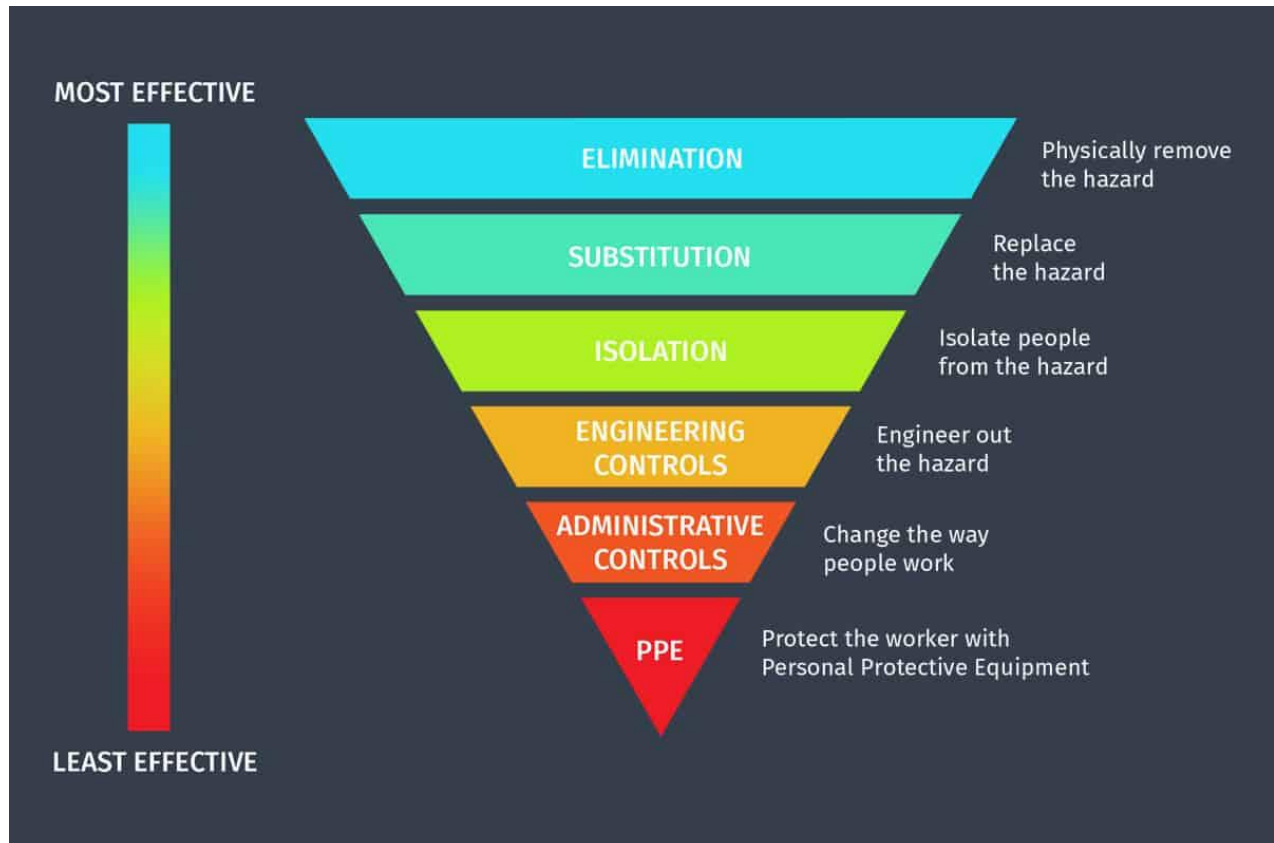 MOST EFFECTIVE
ELIMINATION
Physically remove
the hazard
SUBSTITUTION
Replace
the hazard
ISOLATION
Isolate people
from the hazard
ENGINEERING
CONTROLS
Engineer out
the hazard
ADMINISTRATIVE
CONTROLS
Change the way
people work
PPE
Protect the worker with
Personal Protective Equipment
LEAST EFFECTIVE